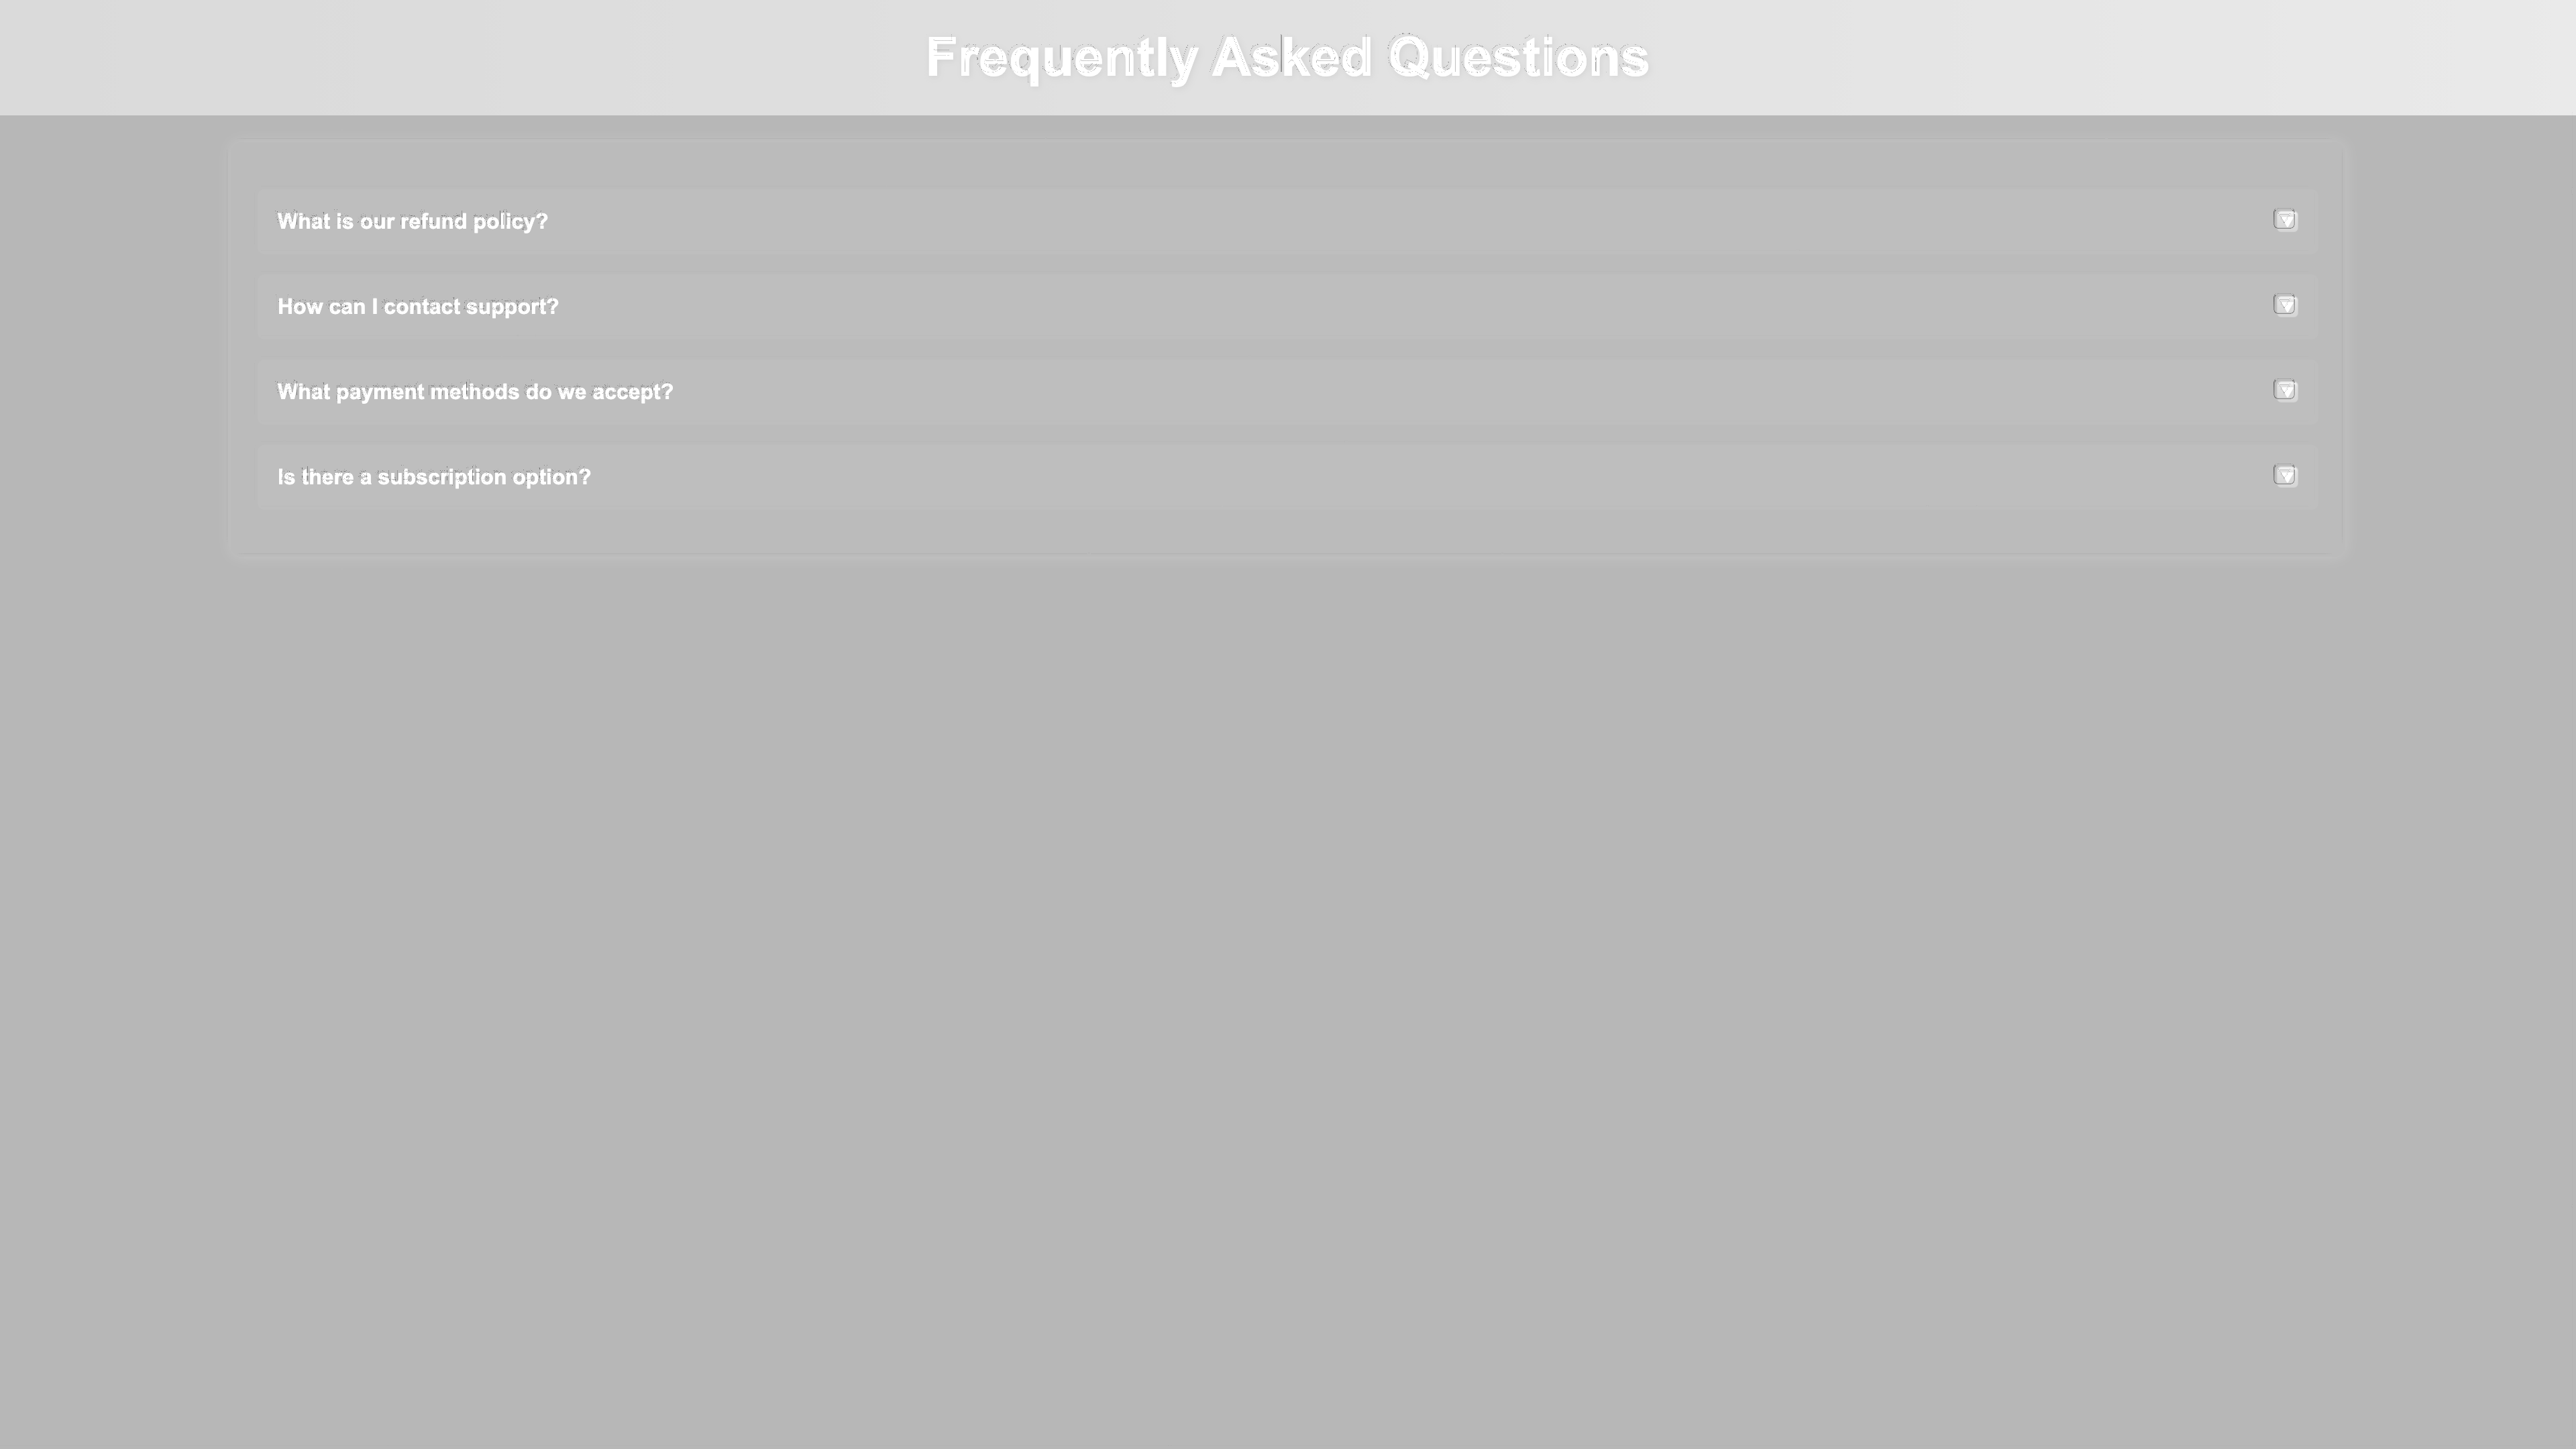 Frequently Asked Questions
What is our refund policy?
How can I contact support?
What payment methods do we accept?
Is there a subscription option?